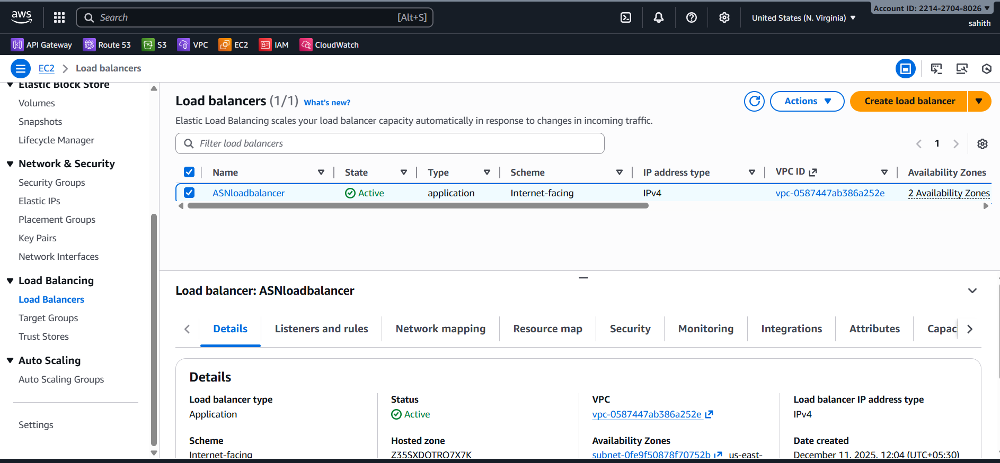 aws
Search
[Alt+S]
United States (N. Virginia)
Account ID: 2214-2704-8026
sahith
API Gateway
Route 53
S3
VPC
EC2
IAM
CloudWatch
EC2
Load balancers
Elastic Block Store
Volumes
Snapshots
Lifecycle Manager
Network & Security
Security Groups
Elastic IPs
Placement Groups
Key Pairs
Network Interfaces
Load Balancing
Load Balancers
Target Groups
Trust Stores
Auto Scaling
Auto Scaling Groups
Settings
Load balancers (1/1) What's new?
Actions
Create load balancer
Elastic Load Balancing scales your load balancer capacity automatically in response to changes in incoming traffic.
Filter load balancers
1
Name State Type Scheme IP address type VPC ID Availability Zones
ASNloadbalancer Active application Internet-facing IPv4 vpc-0587447ab386a252e 2 Availability Zones
Load balancer: ASNloadbalancer
Details Listeners and rules Network mapping Resource map Security Monitoring Integrations Attributes Capac
Details
Load balancer type
Application
Status
Active
VPC
vpc-0587447ab386a252e
Load balancer IP address type
IPv4
Scheme
Internet-facing
Hosted zone
Z35SXDOTRQ7X7K
Availability Zones
subnet-0fe9f50878f70752b us-east-
Date created
December 11, 2025, 12:04 (UTC+05:30)